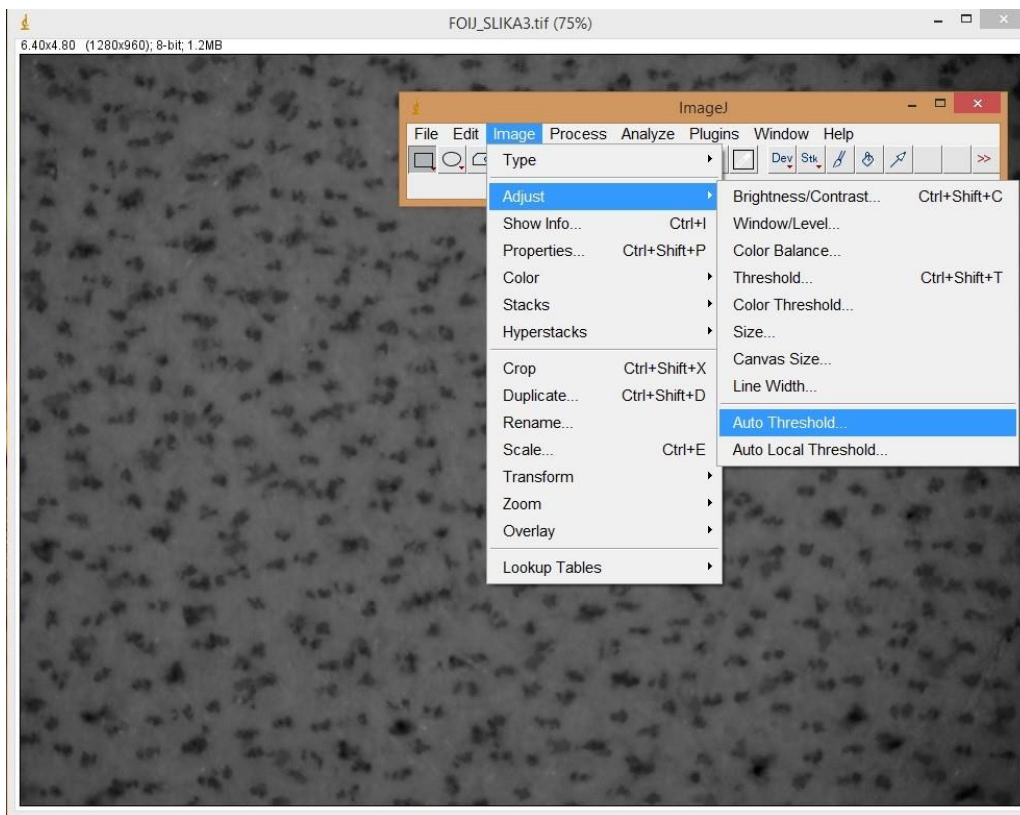 FOIJ_SLIKA3.tif (75%)
6.40x4.80 (1280x960); 8-bit; 1.2MB
ImageJ
File Edit Image Process Analyze Plugins Window Help
Dev Stk >>
Type
Adjust
Show Info... Ctrl+I
Properties... Ctrl+Shift+P
Color
Stacks
Hyperstacks
Crop Ctrl+Shift+X
Duplicate... Ctrl+Shift+D
Rename...
Scale... Ctrl+E
Transform
Zoom
Overlay
Lookup Tables
Brightness/Contrast... Ctrl+Shift+C
Window/Level...
Color Balance...
Threshold... Ctrl+Shift+T
Color Threshold...
Size...
Canvas Size...
Line Width...
Auto Threshold...
Auto Local Threshold...